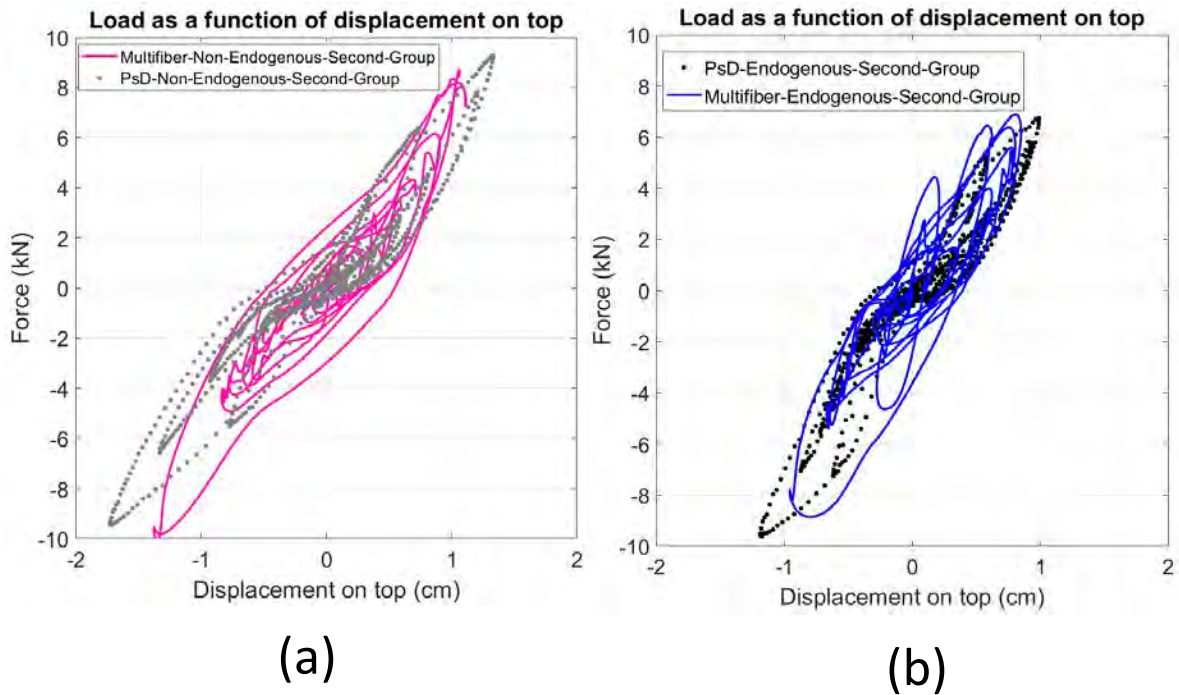 Load as a function of displacement on top
10
8
6
4
2
0
-2
-4
-6
-8
-10
Force (kN)
Multifiber-Non-Endogenous-Second-Group
PsD-Non-Endogenous-Second-Group
-2 -1 0 1 2
Displacement on top (cm)
(a)
Load as a function of displacement on top
10
8
6
4
2
0
-2
-4
-6
-8
-10
Force (kN)
PsD-Endogenous-Second-Group
Multifiber-Endogenous-Second-Group
-2 -1 0 1 2
Displacement on top (cm)
(b)